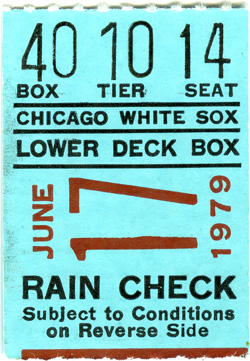 40 10 14
BOX TIER SEAT
CHICAGO WHITE SOX
LOWER DECK BOX
JUNE 17 1979
RAIN CHECK
Subject to Conditions
on Reverse Side